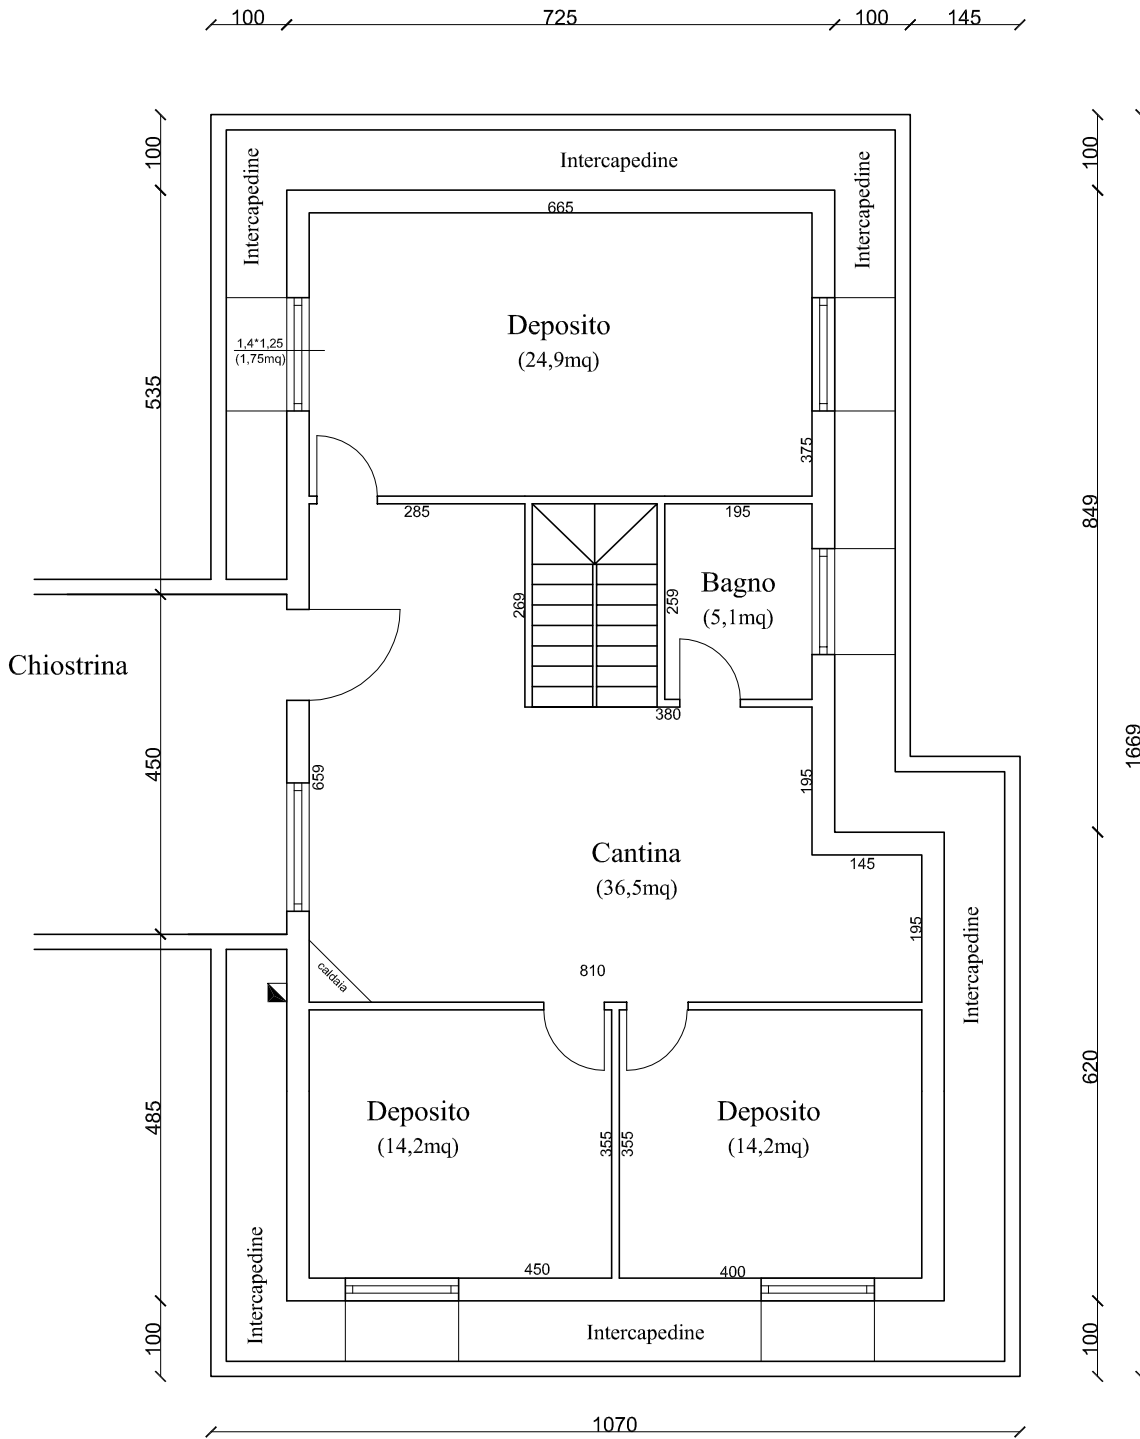 100 725 100 145
100
Intercapedine
Intercapedine
Intercapedine
100
665
Deposito
(24,9mq)
1,4*1,25
(1,75mq)
535
375
285
195
849
Bagno
(5,1mq)
269
259
Chiostrina
380
450
659
195
1669
Cantina
(36,5mq)
145
195
Intercapedine
810
caldaia
620
485
Deposito
(14,2mq)
355
355
Deposito
(14,2mq)
Intercapedine
450
400
100
Intercapedine
100
1070